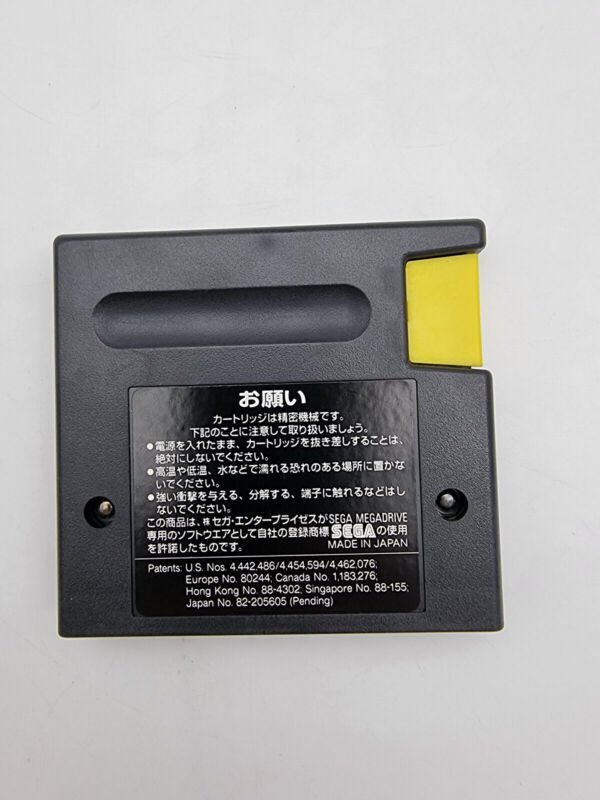 お願い
カートリッジは精密機械です。
下記のことに注意して取り扱いましょう。
●電源を入れたまま、カートリッジを抜き差しすることは、
絶対にしないでください。
●高温や低温、水などで濡れる恐れのある場所に置かな
いでください。
●強い衝撃を与える、分解する、端子に触れるなどはし
ないでください。
この商品は、㈱セガ・エンタープライゼスがSEGA MEGADRIVE
専用のソフトウエアとして自社の登録商標SEGAの使用
を許諾したものです。 MADE IN JAPAN
Patents: U.S. Nos. 4,442,486/4,454,594/4,462,076;
Europe No. 80244; Canada No. 1,183,276;
Hong Kong No. 88-4302; Singapore No. 88-155;
Japan No. 82-205605 (Pending)